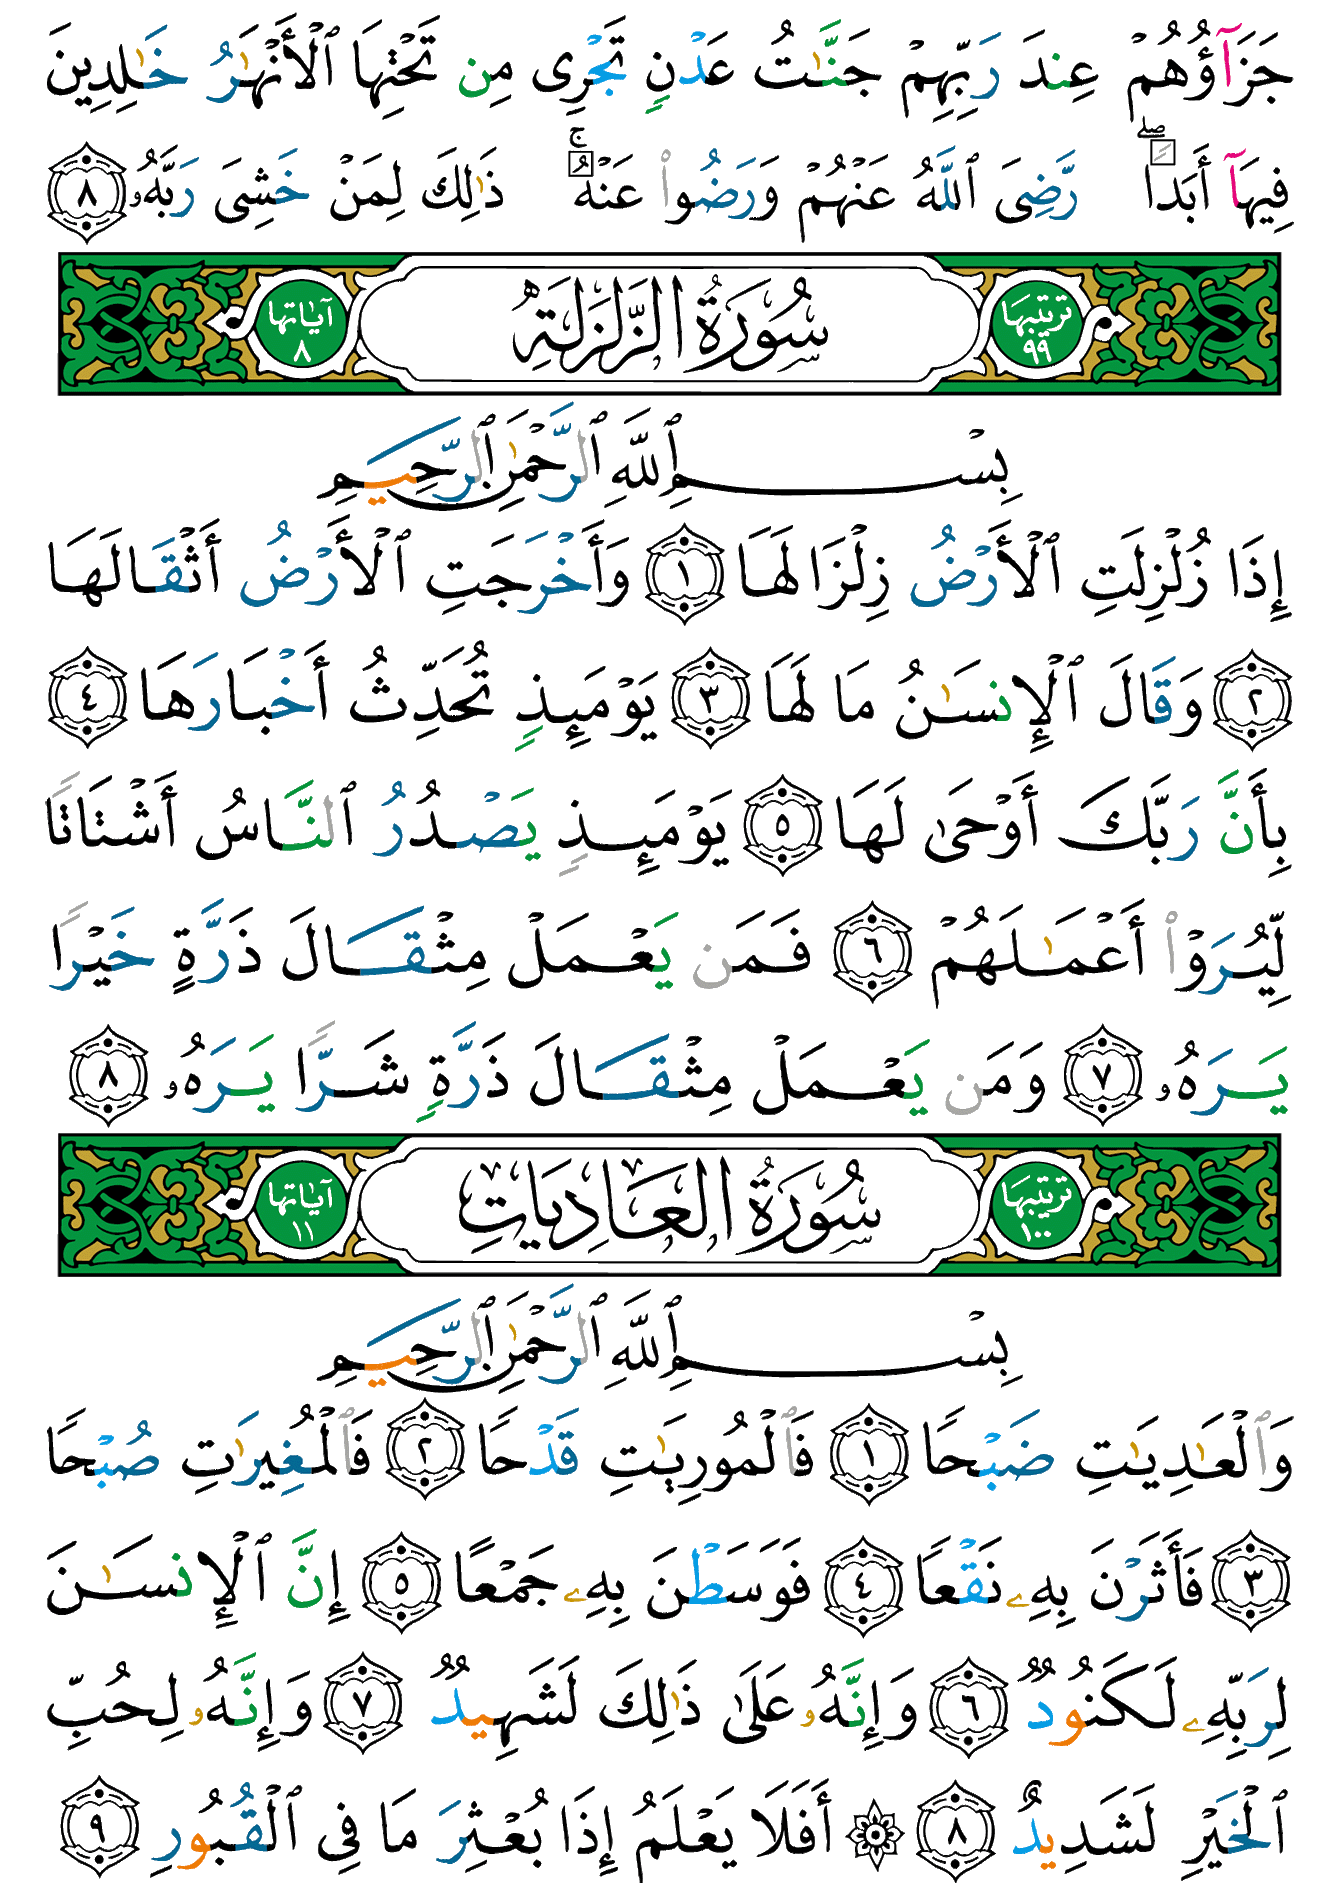 جَزَآؤُهُمْ عِندَ رَبِّهِمْ جَنَّٰتُ عَدْنٍ تَجْرِى مِن تَحْتِهَا ٱلْأَنْهَٰرُ خَٰلِدِينَ
فِيهَآ أَبَدًا ۖ رَّضِىَ ٱللَّهُ عَنْهُمْ وَرَضُوا۟ عَنْهُ ۚ ذَٰلِكَ لِمَنْ خَشِىَ رَبَّهُۥ ٨
ترتيبها ٩٩ سُورَةُ الزَّلْزَلَةِ آياتها ٨
بِسْمِ ٱللَّهِ ٱلرَّحْمَٰنِ ٱلرَّحِيمِ
إِذَا زُلْزِلَتِ ٱلْأَرْضُ زِلْزَالَهَا ١ وَأَخْرَجَتِ ٱلْأَرْضُ أَثْقَالَهَا
٢ وَقَالَ ٱلْإِنسَٰنُ مَا لَهَا ٣ يَوْمَئِذٍ تُحَدِّثُ أَخْبَارَهَا ٤
بِأَنَّ رَبَّكَ أَوْحَىٰ لَهَا ٥ يَوْمَئِذٍ يَصْدُرُ ٱلنَّاسُ أَشْتَاتًا
لِّيُرَوْا۟ أَعْمَٰلَهُمْ ٦ فَمَن يَعْمَلْ مِثْقَالَ ذَرَّةٍ خَيْرًا
يَرَهُۥ ٧ وَمَن يَعْمَلْ مِثْقَالَ ذَرَّةٍ شَرًّا يَرَهُۥ ٨
ترتيبها ١٠٠ سُورَةُ العَادِيَاتِ آياتها ١١
بِسْمِ ٱللَّهِ ٱلرَّحْمَٰنِ ٱلرَّحِيمِ
وَٱلْعَٰدِيَٰتِ ضَبْحًا ١ فَٱلْمُورِيَٰتِ قَدْحًا ٢ فَٱلْمُغِيرَٰتِ صُبْحًا
٣ فَأَثَرْنَ بِهِۦ نَقْعًا ٤ فَوَسَطْنَ بِهِۦ جَمْعًا ٥ إِنَّ ٱلْإِنسَٰنَ
لِرَبِّهِۦ لَكَنُودٌ ٦ وَإِنَّهُۥ عَلَىٰ ذَٰلِكَ لَشَهِيدٌ ٧ وَإِنَّهُۥ لِحُبِّ
ٱلْخَيْرِ لَشَدِيدٌ ٨ ۞ أَفَلَا يَعْلَمُ إِذَا بُعْثِرَ مَا فِى ٱلْقُبُورِ ٩